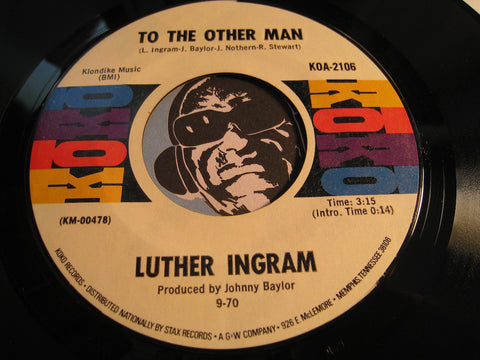 TO THE OTHER MAN
(L. Ingram-J. Baylor-J. Nothern-R. Stewart)
Klondike Music
(BMI)
KOA-2106
KOKO
KOKO
(KM-00478)
Time: 3:15
(Intro. Time 0:14)
LUTHER INGRAM
Produced by Johnny Baylor
9-70
KOKO RECORDS • DISTRIBUTED NATIONALLY BY STAX RECORDS • A G+W COMPANY • 926 E McLEMORE • MEMPHIS, TENNESSEE 38106